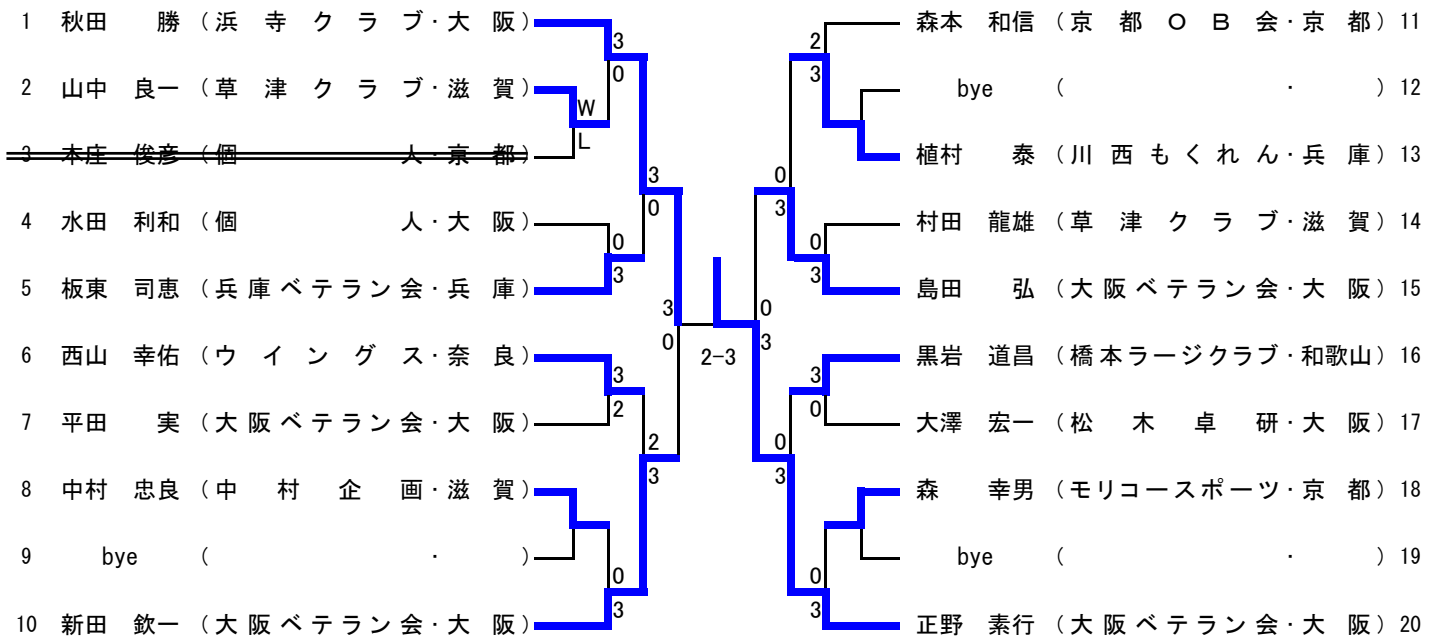 1 秋田 勝 (浜寺クラブ・大阪)
3
0
2 山中 良一 (草津クラブ・滋賀)
W
L
3 本庄 俊彦 (個人・京都)
3
0
4 水田 利和 (個人・大阪)
0
3
5 板東 司恵 (兵庫ベテラン会・兵庫)
3
0
6 西山 幸佑 (ウイングス・奈良)
3
2
7 平田 実 (大阪ベテラン会・大阪)
2
3
8 中村 忠良 (中村企画・滋賀)
9 bye ( ・ )
0
3
10 新田 欽一 (大阪ベテラン会・大阪)
2-3
森本 和信 (京都OB会・京都) 11
2
3
bye ( ・ ) 12
植村 泰 (川西もくれん・兵庫) 13
0
3
村田 龍雄 (草津クラブ・滋賀) 14
0
3
島田 弘 (大阪ベテラン会・大阪) 15
0
3
黒岩 道昌 (橋本ラージクラブ・和歌山) 16
3
0
大澤 宏一 (松木卓研・大阪) 17
0
3
森 幸男 (モリコースポーツ・京都) 18
bye ( ・ ) 19
0
3
正野 素行 (大阪ベテラン会・大阪) 20